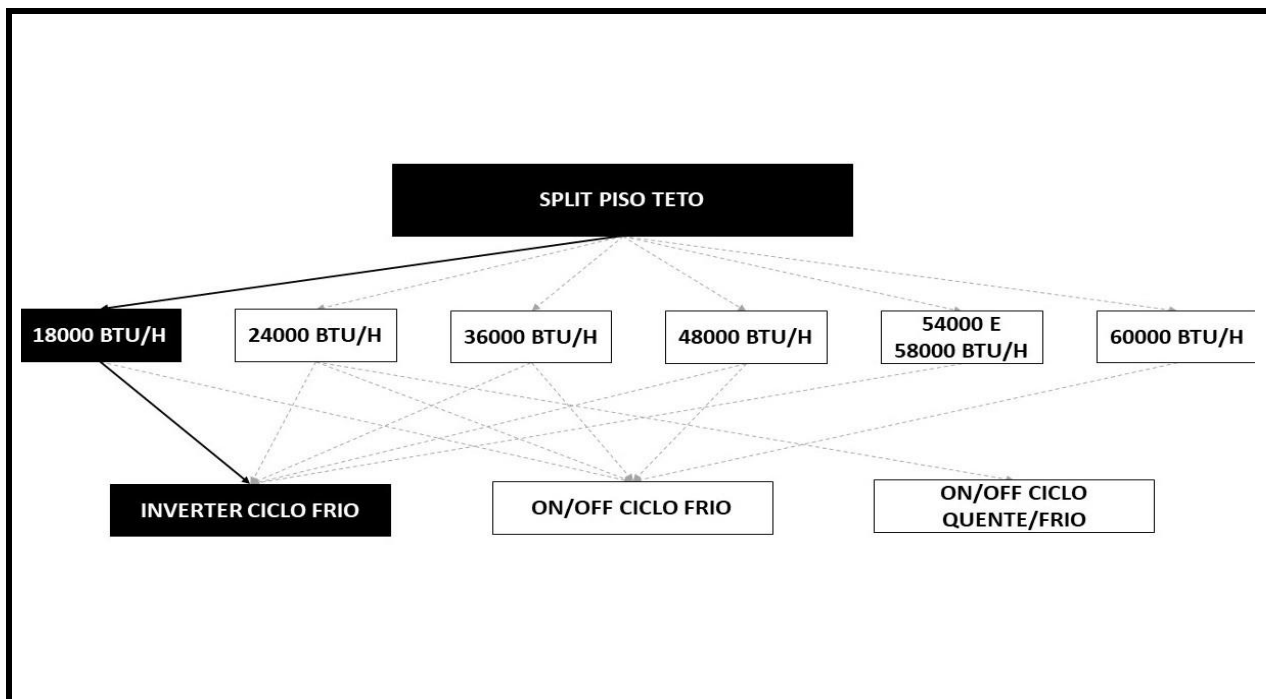 SPLIT PISO TETO
18000 BTU/H
24000 BTU/H
36000 BTU/H
48000 BTU/H
54000 E
58000 BTU/H
60000 BTU/H
INVERTER CICLO FRIO
ON/OFF CICLO FRIO
ON/OFF CICLO
QUENTE/FRIO